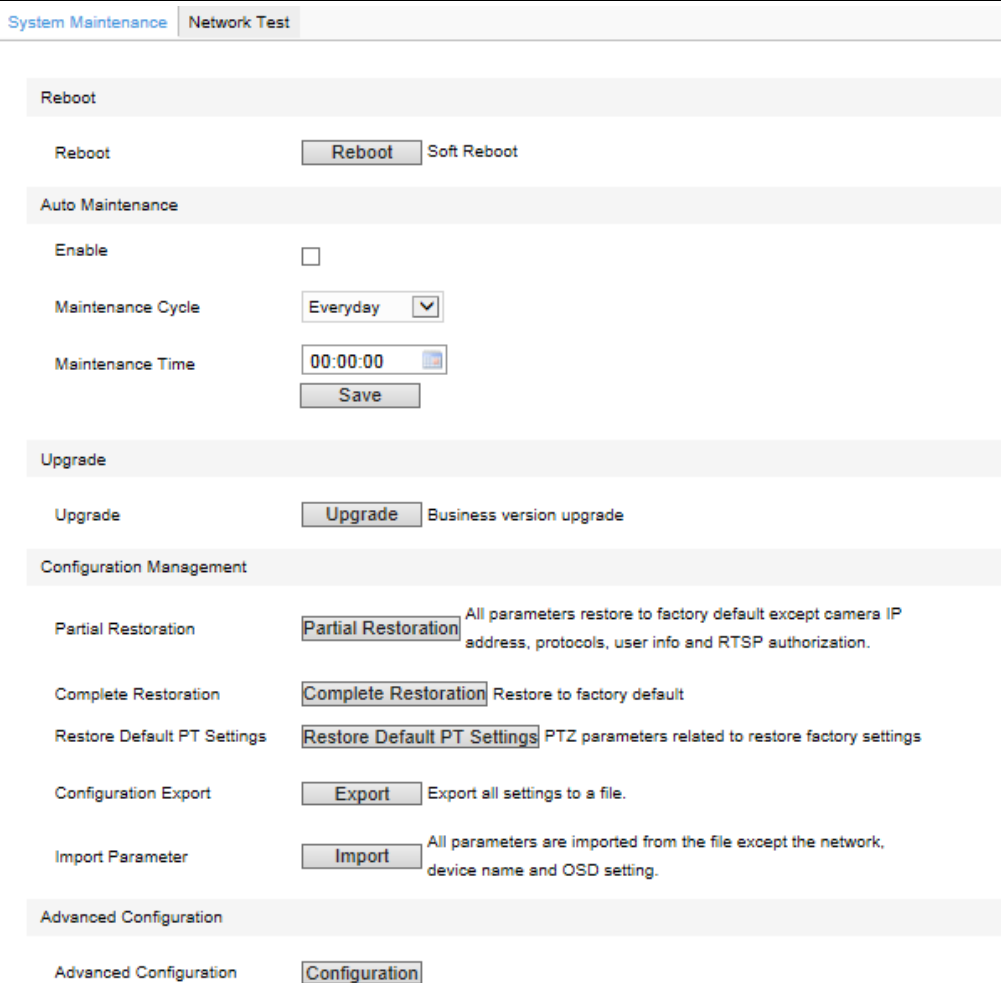 System Maintenance Network Test
Reboot
Reboot Reboot Soft Reboot
Auto Maintenance
Enable
Maintenance Cycle Everyday
Maintenance Time 00:00:00
Save
Upgrade
Upgrade Upgrade Business version upgrade
Configuration Management
Partial Restoration Partial Restoration All parameters restore to factory default except camera IP
address, protocols, user info and RTSP authorization.
Complete Restoration Complete Restoration Restore to factory default
Restore Default PT Settings Restore Default PT Settings PTZ parameters related to restore factory settings
Configuration Export Export Export all settings to a file.
Import Parameter Import All parameters are imported from the file except the network,
device name and OSD setting.
Advanced Configuration
Advanced Configuration Configuration